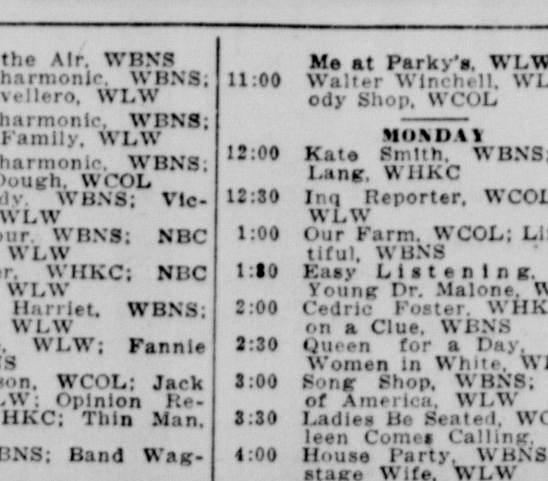 the Air, WBNS
harmonic, WBNS;
vellero, WLW
harmonic, WBNS;
Family, WLW
harmonic, WBNS;
Dough, WCOL
dy, WBNS; Vic-
WLW
our, WBNS; NBC
WLW
er, WHKC; NBC
WLW
Harriet, WBNS;
WLW
WLW; Fannie
NS
son, WCOL; Jack
LW; Opinion Re-
HKC; Thin Man,
BNS; Band Wag-
Me at Parky's, WLW
11:00 Walter Winchell, WL
ody Shop, WCOL
MONDAY
12:00 Kate Smith, WBNS;
Lang, WHKC
12:30 Inq Reporter, WCOL
WLW
1:00 Our Farm, WCOL; Li
tiful, WBNS
1:30 Easy Listening,
Young Dr. Malone, W
2:00 Cedric Foster, WHK
on a Clue, WBNS
2:30 Queen for a Day,
Women in White, WL
3:00 Song Shop, WBNS;
of America, WLW
3:30 Ladies Be Seated, WC
leen Comes Calling,
4:00 House Party, WBNS
stage Wife, WLW